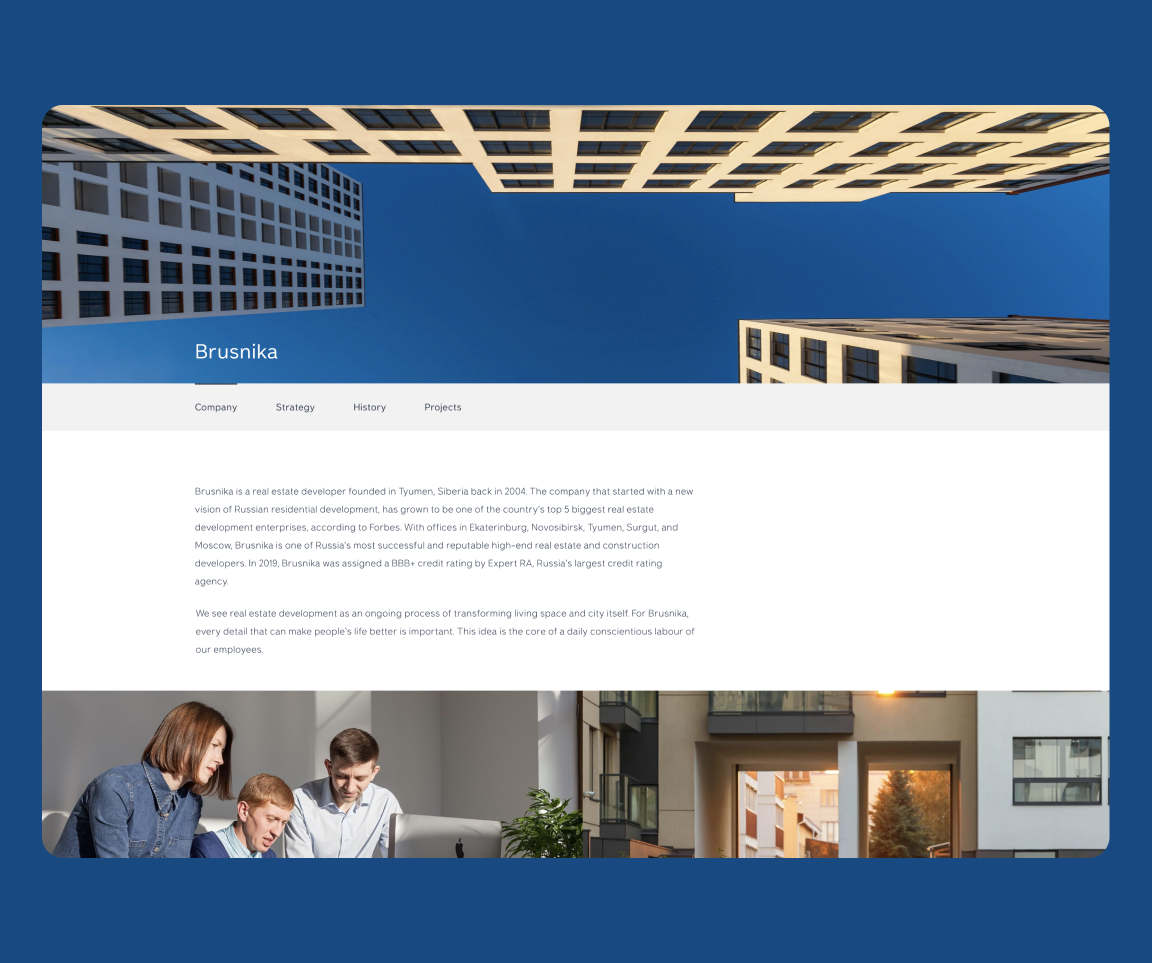 Brusnika
Company Strategy History Projects
Brusnika is a real estate developer founded in Tyumen, Siberia back in 2004. The company that started with a new
vision of Russian residential development, has grown to be one of the country's top 5 biggest real estate
development enterprises, according to Forbes. With offices in Ekaterinburg, Novosibirsk, Tyumen, Surgut, and
Moscow, Brusnika is one of Russia's most successful and reputable high-end real estate and construction
developers. In 2019, Brusnika was assigned a BBB+ credit rating by Expert RA, Russia's largest credit rating
agency.
We see real estate development as an ongoing process of transforming living space and city itself. For Brusnika,
every detail that can make people's life better is important. This idea is the core of a daily conscientious labour of
our employees.